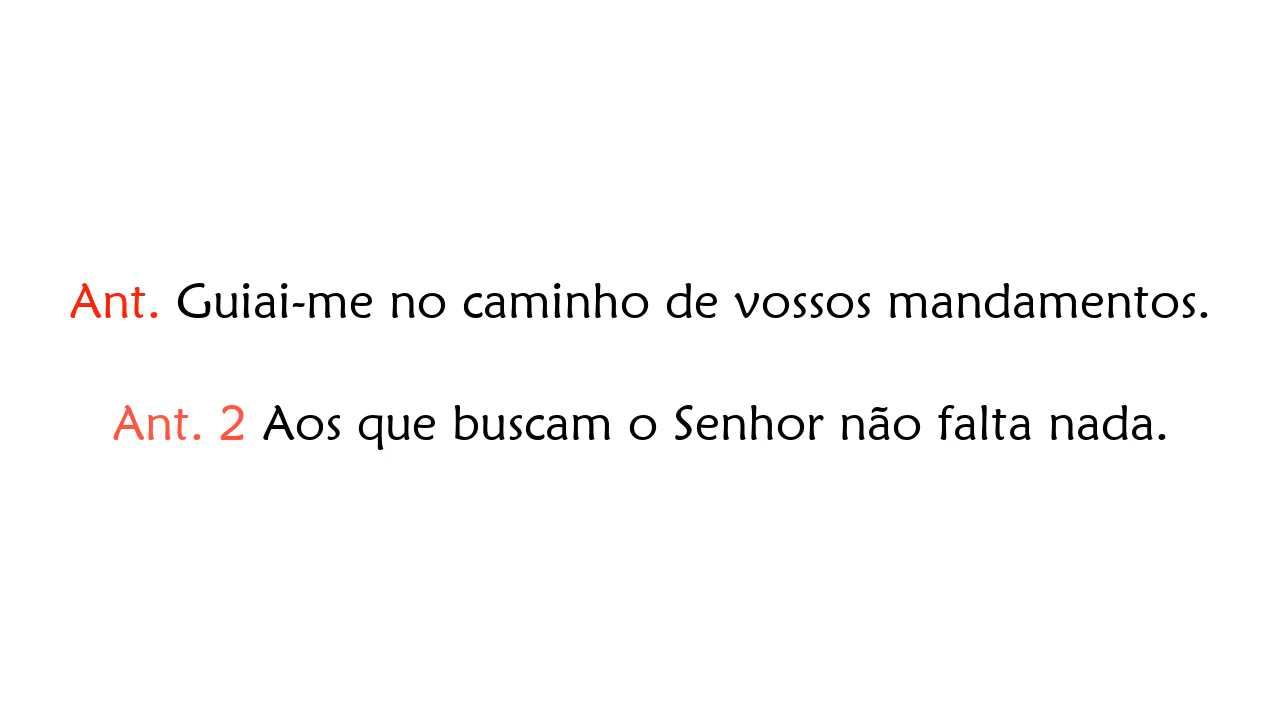 Ant. Guiai-me no caminho de vossos mandamentos.
Ant. 2 Aos que buscam o Senhor não falta nada.